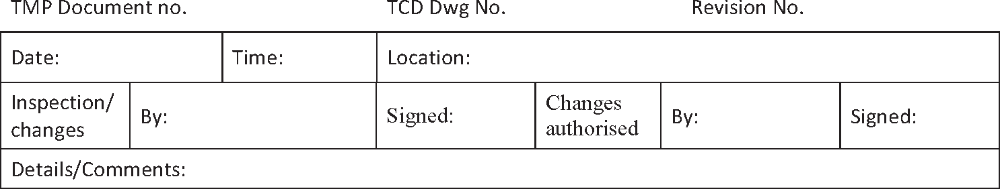 TMP Document no. TCD Dwg No. Revision No.
Date: Time: Location:
Inspection/
changes By: Signed: Changes
authorised By: Signed:
Details/Comments: